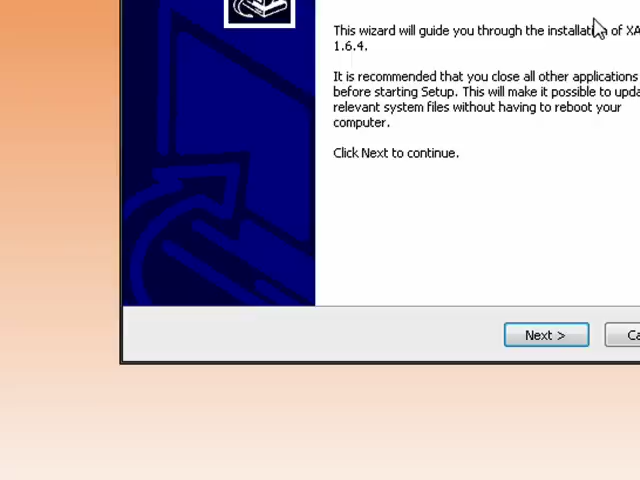 This wizard will guide you through the installation of XA
1.6.4.
It is recommended that you close all other applications
before starting Setup. This will make it possible to upda
relevant system files without having to reboot your
computer.
Click Next to continue.
Next >
Ca